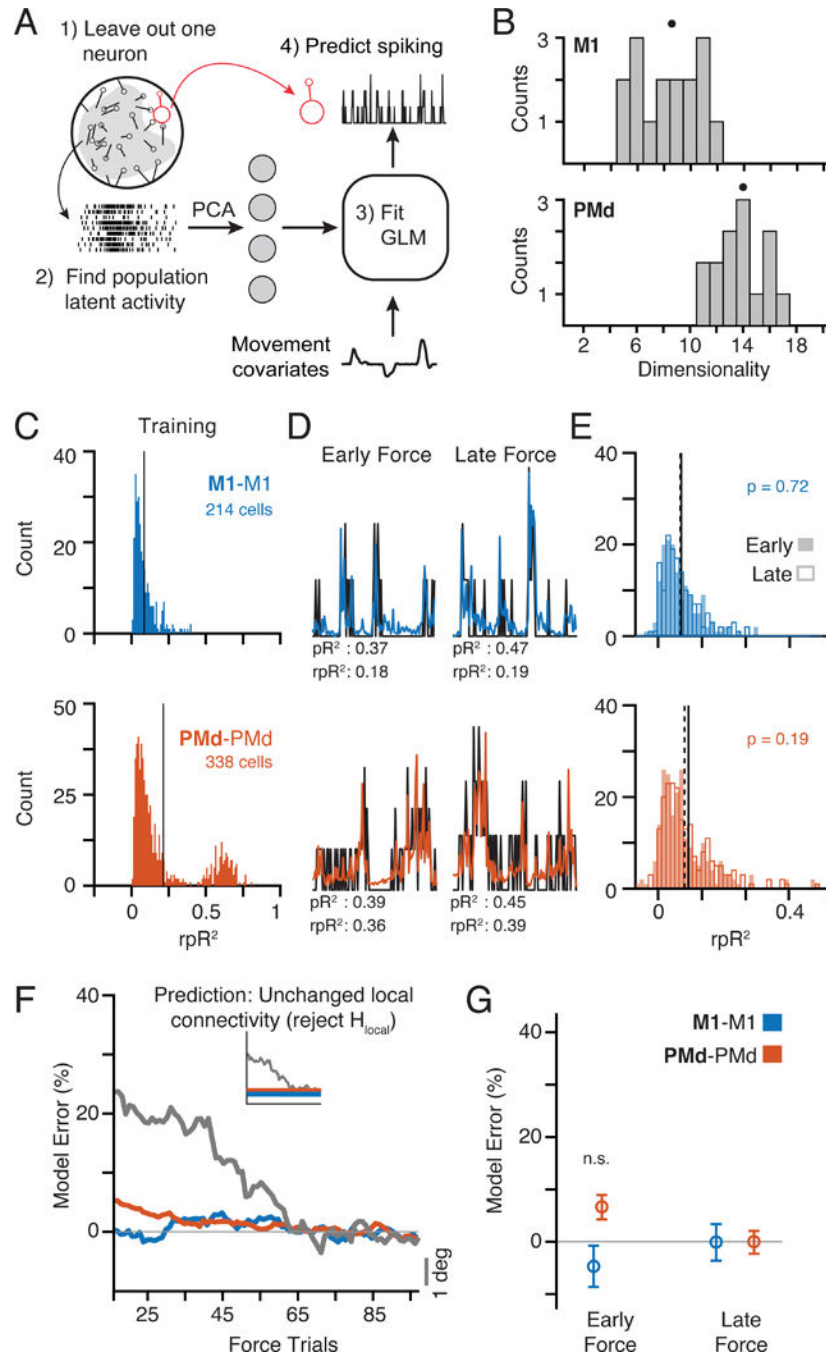 A
1) Leave out one
neuron
4) Predict spiking
PCA
3) Fit
GLM
2) Find population
latent activity
Movement
covariates
B
M1
Counts
3
1
PMd
Counts
3
1
2 6 10 14 18
Dimensionality
C
Training
40
20
0
Count
M1-M1
214 cells
50
25
0
Count
PMd-PMd
338 cells
0 0.5 1
rpR²
D
Early Force Late Force
pR² : 0.37
rpR² : 0.18
pR² : 0.47
rpR² : 0.19
pR² : 0.39
rpR² : 0.36
pR² : 0.45
rpR² : 0.39
E
40
20
0
p = 0.72
Early
Late
40
20
0
p = 0.19
0 0.4
rpR²
F
Prediction: Unchanged local
connectivity (reject Hlocal)
40
20
0
Model Error (%)
1 deg
25 45 65 85
Force Trials
G
M1-M1
PMd-PMd
40
20
0
Model Error (%)
n.s.
Early
Force
Late
Force